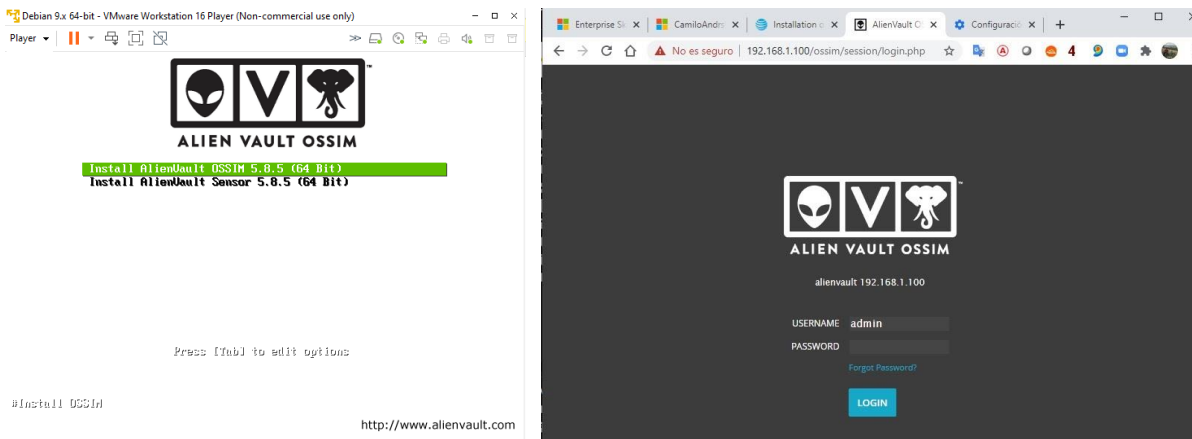 Debian 9.x 64-bit - VMware Workstation 16 Player (Non-commercial use only)
Player
ALIEN VAULT OSSIM
Install AlienVault OSSIM 5.8.5 (64 Bit)
Install AlienVault Sensor 5.8.5 (64 Bit)
Press [Tab] to edit options
#Install OSSIM
http://www.alienvault.com
Enterprise Sk
CamiloAndr
Installation o
AlienVault O
Configuració
No es seguro
192.168.1.100/ossim/session/login.php
4
ALIEN VAULT OSSIM
alienvault 192.168.1.100
USERNAME admin
PASSWORD
Forgot Password?
LOGIN